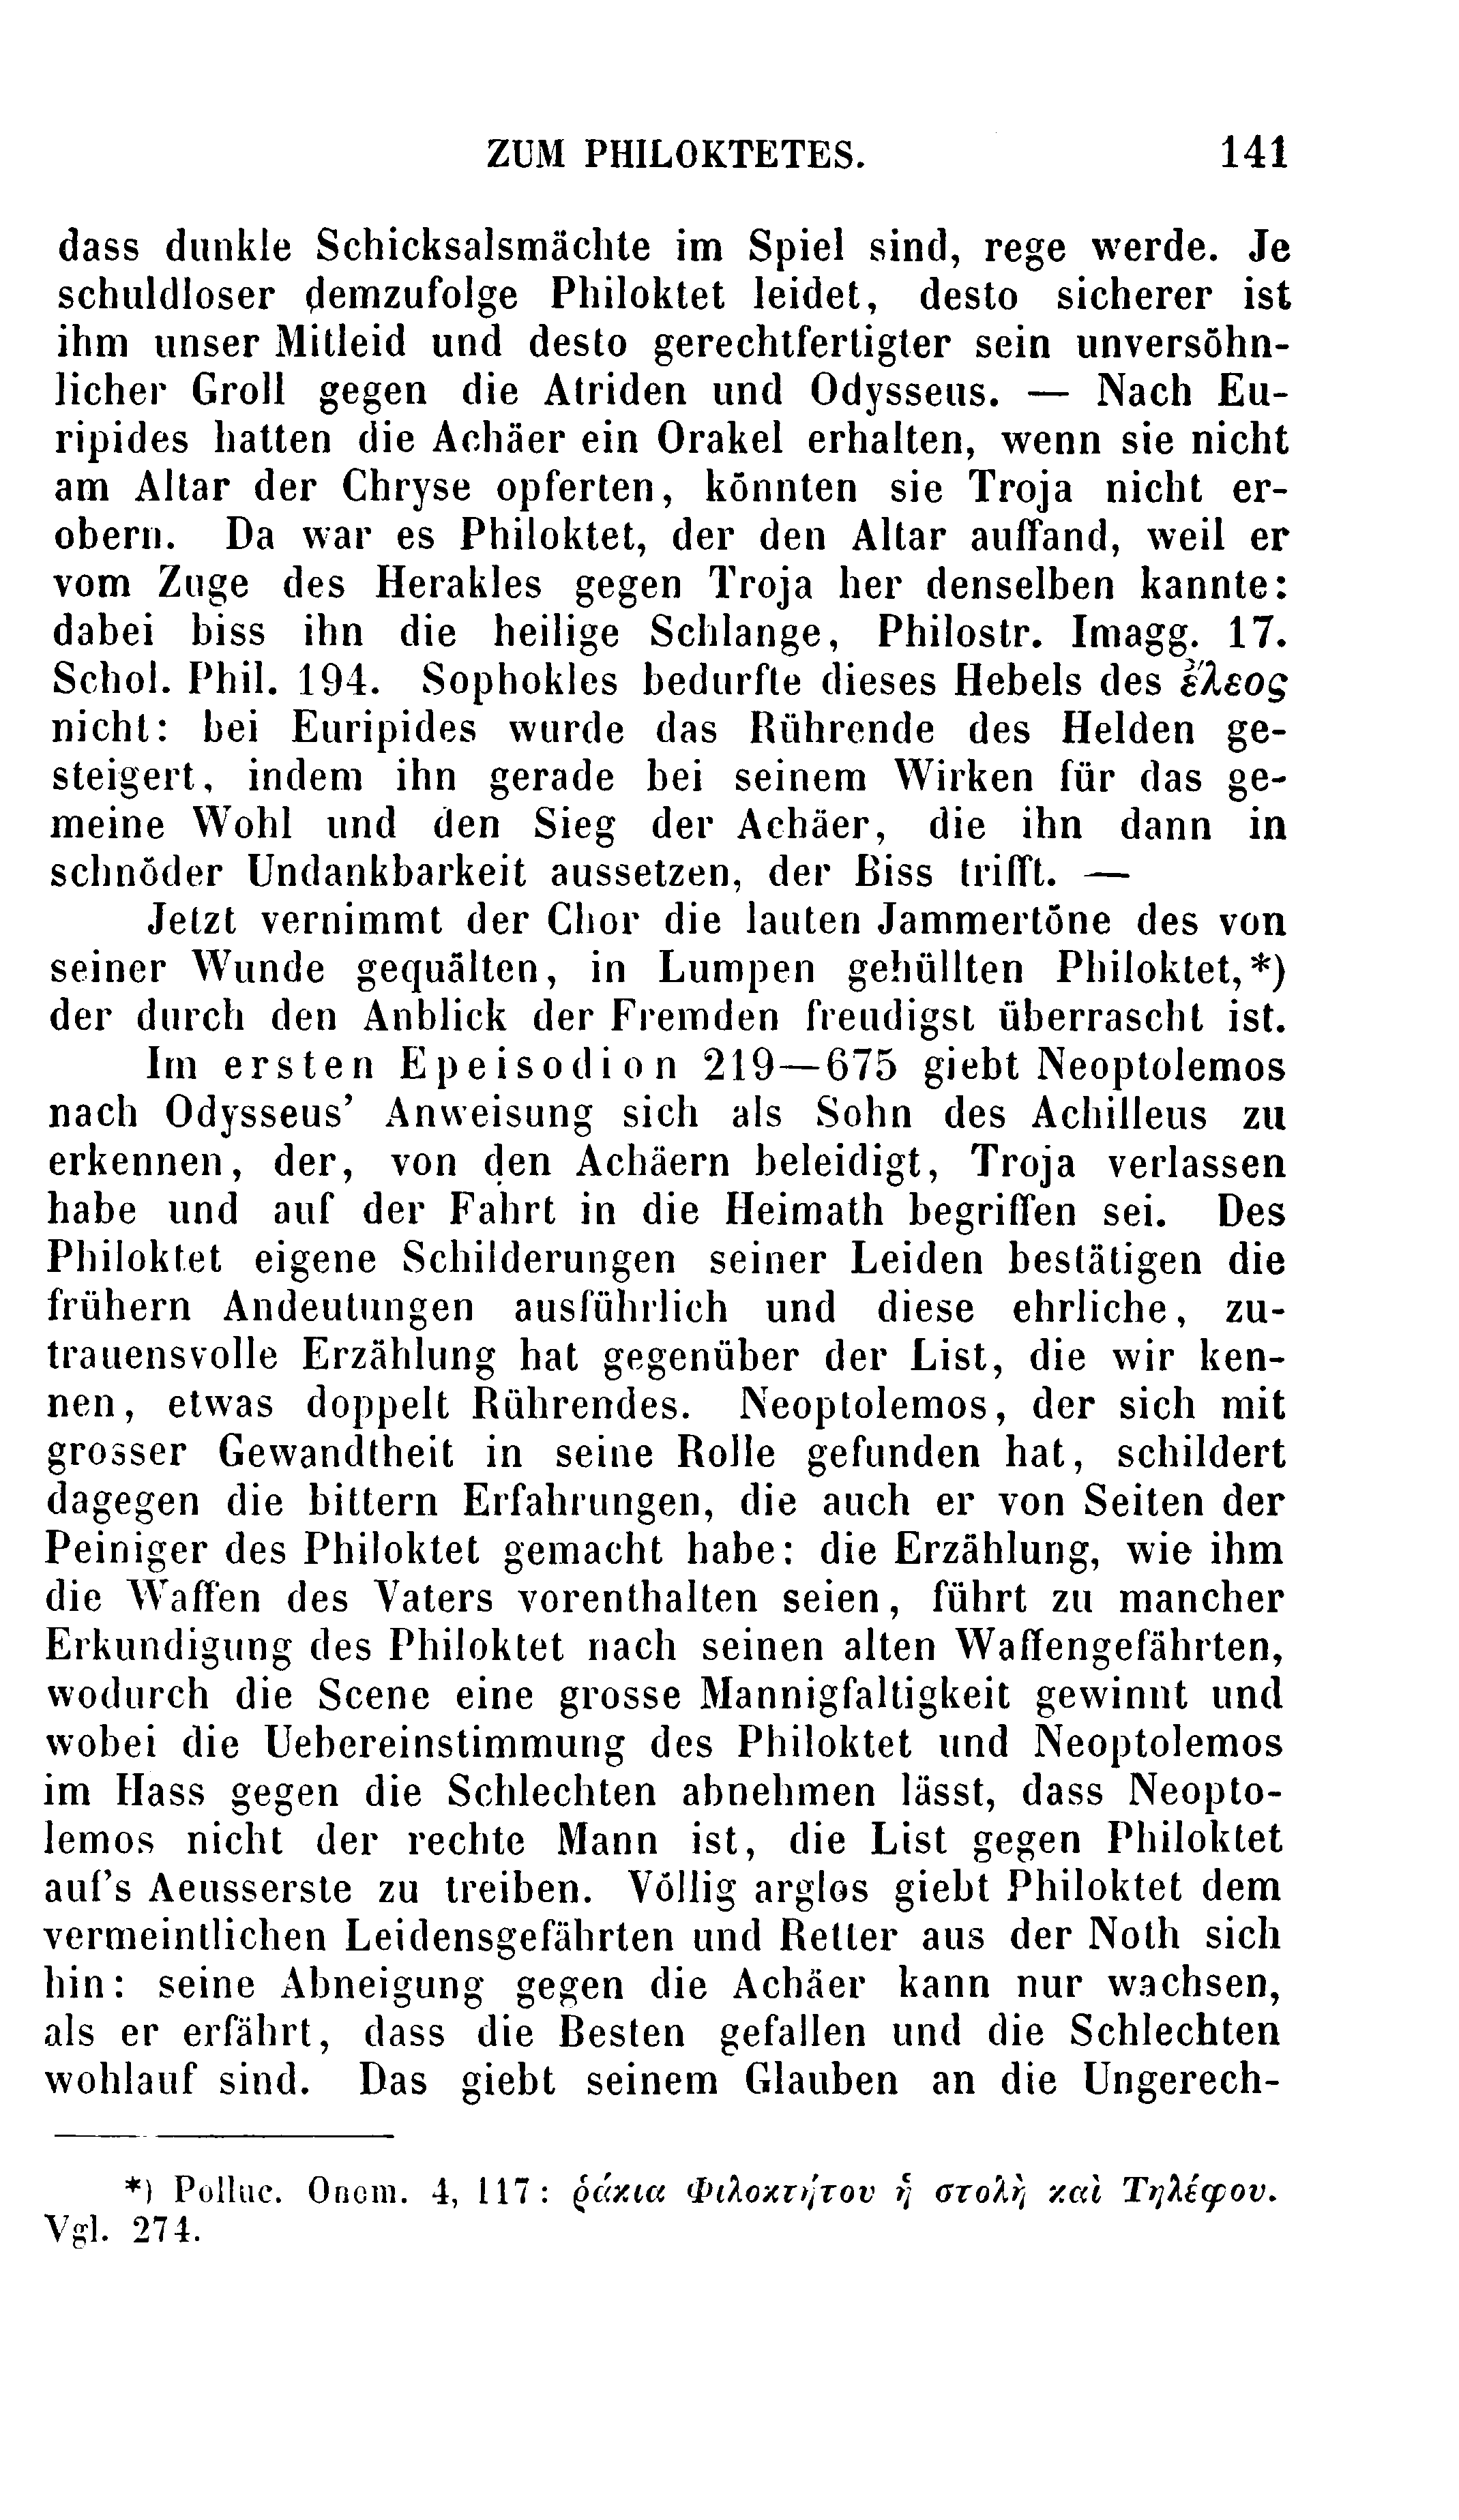 ZUM PHILOKTETES. 141
dass dunkle Schicksalsmächte im Spiel sind, rege werde. Je
schuldloser demzufolge Philoktet leidet, desto sicherer ist
ihm unser Mitleid und desto gerechtfertigter sein unversöhn-
licher Groll gegen die Atriden und Odysseus. — Nach Eu-
ripides hatten die Achäer ein Orakel erhalten, wenn sie nicht
am Altar der Chryse opferten, könnten sie Troja nicht er-
obern. Da war es Philoktet, der den Altar auffand, weil er
vom Zuge des Herakles gegen Troja her denselben kannte:
dabei biss ihn die heilige Schlange, Philostr. Imagg. 17.
Schol. Phil. 194. Sophokles bedurfte dieses Hebels des ἔλεος
nicht: bei Euripides wurde das Rührende des Helden ge-
steigert, indem ihn gerade bei seinem Wirken für das ge-
meine Wohl und den Sieg der Achäer, die ihn dann in
schnöder Undankbarkeit aussetzen, der Biss trifft. —
Jetzt vernimmt der Chor die lauten Jammertöne des von
seiner Wunde gequälten, in Lumpen gehüllten Philoktet,*)
der durch den Anblick der Fremden freudigst überrascht ist.
Im ersten Epeisodion 219—675 giebt Neoptolemos
nach Odysseus' Anweisung sich als Sohn des Achilleus zu
erkennen, der, von den Achäern beleidigt, Troja verlassen
habe und auf der Fahrt in die Heimath begriffen sei. Des
Philoktet eigene Schilderungen seiner Leiden bestätigen die
frühern Andeutungen ausführlich und diese ehrliche, zu-
trauensvolle Erzählung hat gegenüber der List, die wir ken-
nen, etwas doppelt Rührendes. Neoptolemos, der sich mit
grosser Gewandtheit in seine Rolle gefunden hat, schildert
dagegen die bittern Erfahrungen, die auch er von Seiten der
Peiniger des Philoktet gemacht habe: die Erzählung, wie ihm
die Waffen des Vaters vorenthalten seien, führt zu mancher
Erkundigung des Philoktet nach seinen alten Waffengefährten,
wodurch die Scene eine grosse Mannigfaltigkeit gewinnt und
wobei die Uebereinstimmung des Philoktet und Neoptolemos
im Hass gegen die Schlechten abnehmen lässt, dass Neopto-
lemos nicht der rechte Mann ist, die List gegen Philoktet
auf's Aeusserste zu treiben. Völlig arglos giebt Philoktet dem
vermeintlichen Leidensgefährten und Retter aus der Noth sich
hin: seine Abneigung gegen die Achäer kann nur wachsen,
als er erfährt, dass die Besten gefallen und die Schlechten
wohlauf sind. Das giebt seinem Glauben an die Ungerech-
*) Polluc. Onom. 4, 117: ῥάκια Φιλοκτήτου ἡ στολὴ καὶ Τηλέφου.
Vgl. 274.